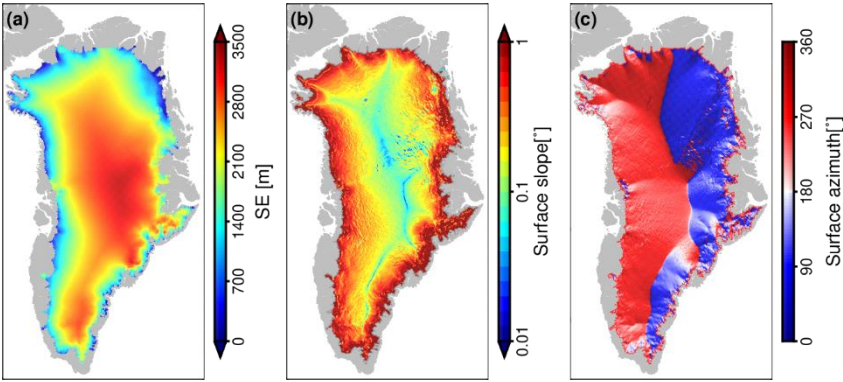 (a)
3500
2800
2100
1400
700
0
SE [m]
(b)
1
0.1
0.01
Surface slope[°]
(c)
360
270
180
90
0
Surface azimuth[°]